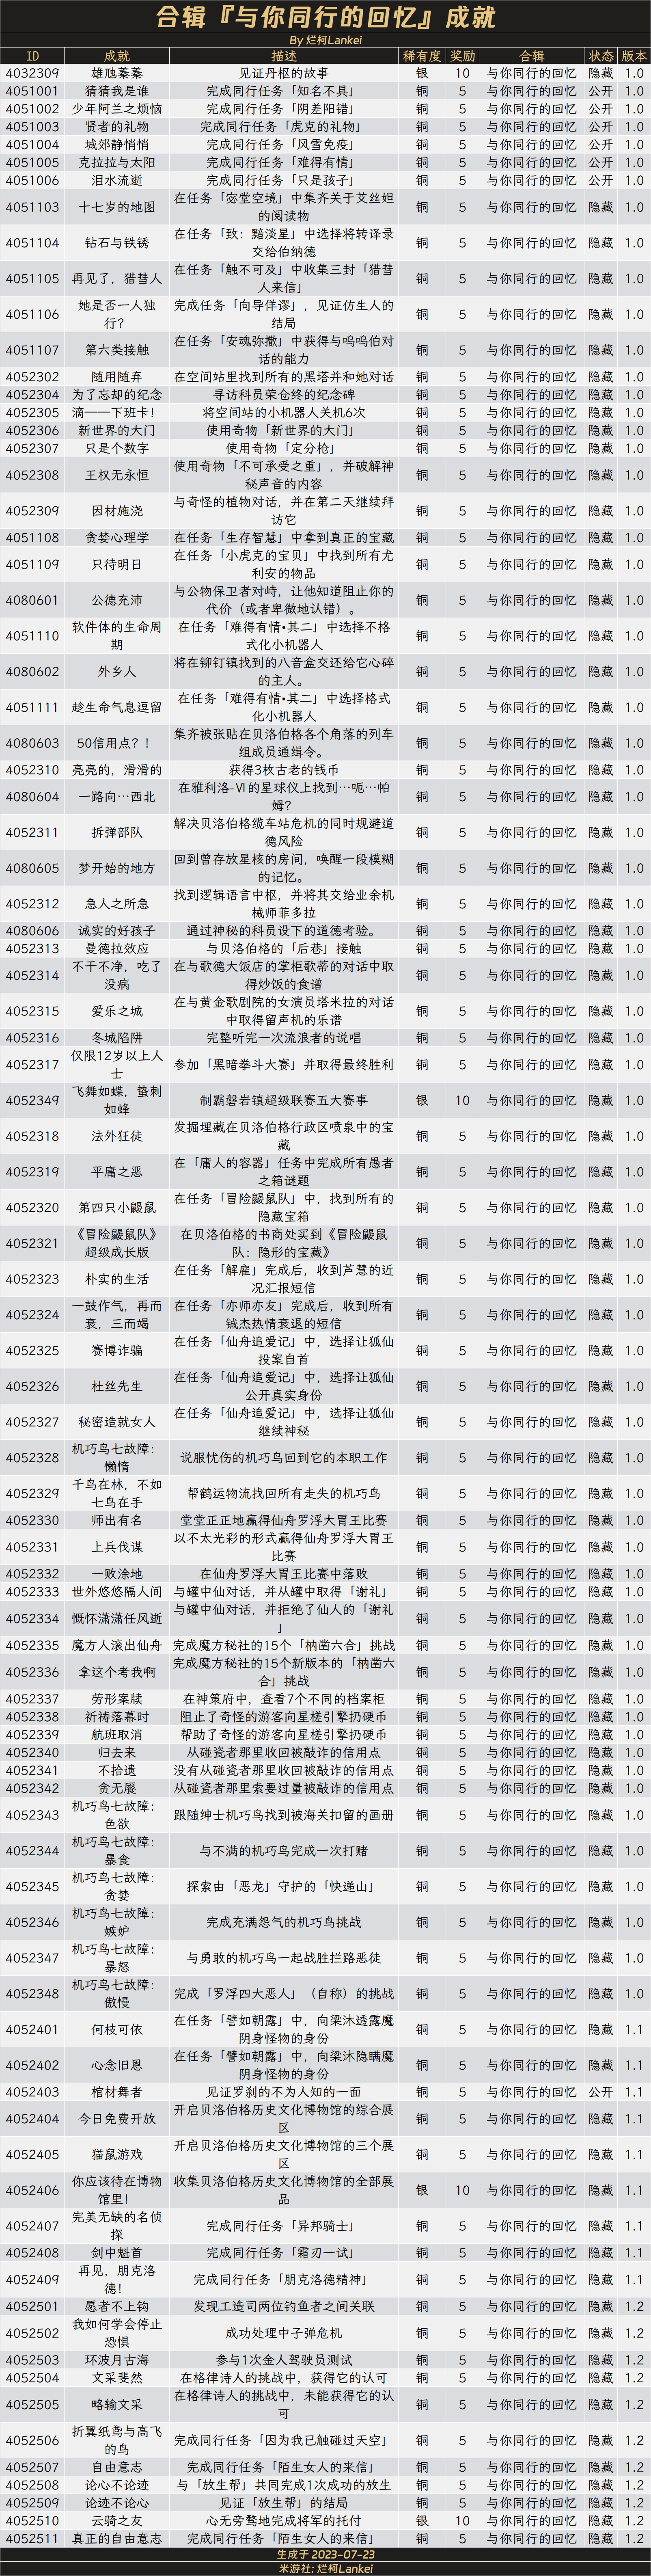 合辑『与你同行的回忆』成就
By 烂柯Lankei
ID 成就 描述 稀有度 奖励 合辑 状态 版本
4032309 雄虺蓁蓁 见证丹枢的故事 银 10 与你同行的回忆 隐藏 1.0
4051001 猜猜我是谁 完成同行任务「知名不具」 铜 5 与你同行的回忆 公开 1.0
4051002 少年阿兰之烦恼 完成同行任务「阴差阳错」 铜 5 与你同行的回忆 公开 1.0
4051003 贤者的礼物 完成同行任务「虎克的礼物」 铜 5 与你同行的回忆 公开 1.0
4051004 城郊静悄悄 完成同行任务「风雪免疫」 铜 5 与你同行的回忆 公开 1.0
4051005 克拉拉与太阳 完成同行任务「难得有情」 铜 5 与你同行的回忆 公开 1.0
4051006 泪水流逝 完成同行任务「只是孩子」 铜 5 与你同行的回忆 公开 1.0
4051103 十七岁的地图 在任务「宓堂空境」中集齐关于艾丝妲
的阅读物 铜 5 与你同行的回忆 隐藏 1.0
4051104 钻石与铁锈 在任务「致：黯淡星」中选择将转译录
交给伯纳德 铜 5 与你同行的回忆 隐藏 1.0
4051105 再见了，猎彗人 在任务「触不可及」中收集三封「猎彗
人来信」 铜 5 与你同行的回忆 隐藏 1.0
4051106 她是否一人独
行？ 完成任务「向导佯谬」，见证仿生人的
结局 铜 5 与你同行的回忆 隐藏 1.0
4051107 第六类接触 在任务「安魂弥撒」中获得与呜呜伯对
话的能力 铜 5 与你同行的回忆 隐藏 1.0
4052302 随用随弃 在空间站里找到所有的黑塔并和她对话 铜 5 与你同行的回忆 隐藏 1.0
4052304 为了忘却的纪念 寻访科员荣仓终的纪念碑 铜 5 与你同行的回忆 隐藏 1.0
4052305 滴——下班卡！ 将空间站的小机器人关机6次 铜 5 与你同行的回忆 隐藏 1.0
4052306 新世界的大门 使用奇物「新世界的大门」 铜 5 与你同行的回忆 隐藏 1.0
4052307 只是个数字 使用奇物「定分枪」 铜 5 与你同行的回忆 隐藏 1.0
4052308 王权无永恒 使用奇物「不可承受之重」，并破解神
秘声音的内容 铜 5 与你同行的回忆 隐藏 1.0
4052309 因材施浇 与奇怪的植物对话，并在第二天继续拜
访它 铜 5 与你同行的回忆 隐藏 1.0
4051108 贪婪心理学 在任务「生存智慧」中拿到真正的宝藏 铜 5 与你同行的回忆 隐藏 1.0
4051109 只待明日 在任务「小虎克的宝贝」中找到所有尤
利安的物品 铜 5 与你同行的回忆 隐藏 1.0
4080601 公德充沛 与公物保卫者对峙，让他知道阻止你的
代价（或者卑微地认错）。 铜 5 与你同行的回忆 隐藏 1.0
4051110 软件体的生命周
期 在任务「难得有情•其二」中选择不格
式化小机器人 铜 5 与你同行的回忆 隐藏 1.0
4080602 外乡人 将在铆钉镇找到的八音盒交还给它心碎
的主人。 铜 5 与你同行的回忆 隐藏 1.0
4051111 趁生命气息逗留 在任务「难得有情•其二」中选择格式
化小机器人 铜 5 与你同行的回忆 隐藏 1.0
4080603 50信用点？！ 集齐被张贴在贝洛伯格各个角落的列车
组成员通缉令。 铜 5 与你同行的回忆 隐藏 1.0
4052310 亮亮的，滑滑的 获得3枚古老的钱币 铜 5 与你同行的回忆 隐藏 1.0
4080604 一路向…西北 在雅利洛-Ⅵ的星球仪上找到…呃…帕
姆？ 铜 5 与你同行的回忆 隐藏 1.0
4052311 拆弹部队 解决贝洛伯格缆车站危机的同时规避道
德风险 铜 5 与你同行的回忆 隐藏 1.0
4080605 梦开始的地方 回到曾存放星核的房间，唤醒一段模糊
的记忆。 铜 5 与你同行的回忆 隐藏 1.0
4052312 急人之所急 找到逻辑语言中枢，并将其交给业余机
械师菲多拉 铜 5 与你同行的回忆 隐藏 1.0
4080606 诚实的好孩子 通过神秘的科员设下的道德考验。 铜 5 与你同行的回忆 隐藏 1.0
4052313 曼德拉效应 与贝洛伯格的「后巷」接触 铜 5 与你同行的回忆 隐藏 1.0
4052314 不干不净，吃了
没病 在与歌德大饭店的掌柜歌蒂的对话中取
得炒饭的食谱 铜 5 与你同行的回忆 隐藏 1.0
4052315 爱乐之城 在与黄金歌剧院的女演员塔米拉的对话
中取得留声机的乐谱 铜 5 与你同行的回忆 隐藏 1.0
4052316 冬城陷阱 完整听完一次流浪者的说唱 铜 5 与你同行的回忆 隐藏 1.0
4052317 仅限12岁以上人
士 参加「黑暗拳斗大赛」并取得最终胜利 铜 5 与你同行的回忆 隐藏 1.0
4052349 飞舞如蝶，蛰刺
如蜂 制霸磐岩镇超级联赛五大赛事 银 10 与你同行的回忆 隐藏 1.0
4052318 法外狂徒 发掘埋藏在贝洛伯格行政区喷泉中的宝
藏 铜 5 与你同行的回忆 隐藏 1.0
4052319 平庸之恶 在「庸人的容器」任务中完成所有愚者
之箱谜题 铜 5 与你同行的回忆 隐藏 1.0
4052320 第四只小鼹鼠 在任务「冒险鼹鼠队」中，找到所有的
隐藏宝箱 铜 5 与你同行的回忆 隐藏 1.0
4052321 《冒险鼹鼠队》
超级成长版 在贝洛伯格的书商处买到《冒险鼹鼠
队：隐形的宝藏》 铜 5 与你同行的回忆 隐藏 1.0
4052323 朴实的生活 在任务「解雇」完成后，收到芦慧的近
况汇报短信 铜 5 与你同行的回忆 隐藏 1.0
4052324 一鼓作气，再而
衰，三而竭 在任务「亦师亦友」完成后，收到所有
铖杰热情衰退的短信 铜 5 与你同行的回忆 隐藏 1.0
4052325 赛博诈骗 在任务「仙舟追爱记」中，选择让狐仙
投案自首 铜 5 与你同行的回忆 隐藏 1.0
4052326 杜丝先生 在任务「仙舟追爱记」中，选择让狐仙
公开真实身份 铜 5 与你同行的回忆 隐藏 1.0
4052327 秘密造就女人 在任务「仙舟追爱记」中，选择让狐仙
继续神秘 铜 5 与你同行的回忆 隐藏 1.0
4052328 机巧鸟七故障：
懒惰 说服忧伤的机巧鸟回到它的本职工作 铜 5 与你同行的回忆 隐藏 1.0
4052329 千鸟在林，不如
七鸟在手 帮鹤运物流找回所有走失的机巧鸟 铜 5 与你同行的回忆 隐藏 1.0
4052330 师出有名 堂堂正正地赢得仙舟罗浮大胃王比赛 铜 5 与你同行的回忆 隐藏 1.0
4052331 上兵伐谋 以不太光彩的形式赢得仙舟罗浮大胃王
比赛 铜 5 与你同行的回忆 隐藏 1.0
4052332 一败涂地 在仙舟罗浮大胃王比赛中落败 铜 5 与你同行的回忆 隐藏 1.0
4052333 世外悠悠隔人间 与罐中仙对话，并从罐中取得「谢礼」 铜 5 与你同行的回忆 隐藏 1.0
4052334 慨怀潇潇任风逝 与罐中仙对话，并拒绝了仙人的「谢礼
」 铜 5 与你同行的回忆 隐藏 1.0
4052335 魔方人滚出仙舟 完成魔方秘社的15个「枘凿六合」挑战 铜 5 与你同行的回忆 隐藏 1.0
4052336 拿这个考我啊 完成魔方秘社的15个新版本的「枘凿六
合」挑战 铜 5 与你同行的回忆 隐藏 1.0
4052337 劳形案牍 在神策府中，查看7个不同的档案柜 铜 5 与你同行的回忆 隐藏 1.0
4052338 祈祷落幕时 阻止了奇怪的游客向星槎引擎扔硬币 铜 5 与你同行的回忆 隐藏 1.0
4052339 航班取消 帮助了奇怪的游客向星槎引擎扔硬币 铜 5 与你同行的回忆 隐藏 1.0
4052340 归去来 从碰瓷者那里收回被敲诈的信用点 铜 5 与你同行的回忆 隐藏 1.0
4052341 不拾遗 没有从碰瓷者那里收回被敲诈的信用点 铜 5 与你同行的回忆 隐藏 1.0
4052342 贪无餍 从碰瓷者那里索要过量被敲诈的信用点 铜 5 与你同行的回忆 隐藏 1.0
4052343 机巧鸟七故障：
色欲 跟随绅士机巧鸟找到被海关扣留的画册 铜 5 与你同行的回忆 隐藏 1.0
4052344 机巧鸟七故障：
暴食 与不满的机巧鸟完成一次打赌 铜 5 与你同行的回忆 隐藏 1.0
4052345 机巧鸟七故障：
贪婪 探索由「恶龙」守护的「快递山」 铜 5 与你同行的回忆 隐藏 1.0
4052346 机巧鸟七故障：
嫉妒 完成充满怨气的机巧鸟挑战 铜 5 与你同行的回忆 隐藏 1.0
4052347 机巧鸟七故障：
暴怒 与勇敢的机巧鸟一起战胜拦路恶徒 铜 5 与你同行的回忆 隐藏 1.0
4052348 机巧鸟七故障：
傲慢 完成「罗浮四大恶人」（自称）的挑战 铜 5 与你同行的回忆 隐藏 1.0
4052401 何枝可依 在任务「譬如朝露」中，向梁沐透露魔
阴身怪物的身份 铜 5 与你同行的回忆 隐藏 1.1
4052402 心念旧恩 在任务「譬如朝露」中，向梁沐隐瞒魔
阴身怪物的身份 铜 5 与你同行的回忆 隐藏 1.1
4052403 棺材舞者 见证罗刹的不为人知的一面 铜 5 与你同行的回忆 公开 1.1
4052404 今日免费开放 开启贝洛伯格历史文化博物馆的综合展
区 铜 5 与你同行的回忆 隐藏 1.1
4052405 猫鼠游戏 开启贝洛伯格历史文化博物馆的三个展
区 铜 5 与你同行的回忆 隐藏 1.1
4052406 你应该待在博物
馆里！ 收集贝洛伯格历史文化博物馆的全部展
品 银 10 与你同行的回忆 隐藏 1.1
4052407 完美无缺的名侦
探 完成同行任务「异邦骑士」 铜 5 与你同行的回忆 隐藏 1.1
4052408 剑中魁首 完成同行任务「霜刃一试」 铜 5 与你同行的回忆 隐藏 1.1
4052409 再见，朋克洛
德！ 完成同行任务「朋克洛德精神」 铜 5 与你同行的回忆 隐藏 1.1
4052501 愿者不上钩 发现工造司两位钓鱼者之间关联 铜 5 与你同行的回忆 隐藏 1.2
4052502 我如何学会停止
恐惧 成功处理中子弹危机 铜 5 与你同行的回忆 隐藏 1.2
4052503 环波月古海 参与1次金人驾驶员测试 铜 5 与你同行的回忆 隐藏 1.2
4052504 文采斐然 在格律诗人的挑战中，获得它的认可 铜 5 与你同行的回忆 隐藏 1.2
4052505 略输文采 在格律诗人的挑战中，未能获得它的认
可 铜 5 与你同行的回忆 隐藏 1.2
4052506 折翼纸鸢与高飞
的鸟 完成同行任务「因为我已触碰过天空」 铜 5 与你同行的回忆 隐藏 1.2
4052507 自由意志 完成同行任务「陌生女人的来信」 铜 5 与你同行的回忆 隐藏 1.2
4052508 论心不论迹 与「放生帮」共同完成1次成功的放生 铜 5 与你同行的回忆 隐藏 1.2
4052509 论迹不论心 见证「放生帮」的结局 铜 5 与你同行的回忆 隐藏 1.2
4052510 云骑之友 心无旁骛地完成将军的托付 银 10 与你同行的回忆 隐藏 1.2
4052511 真正的自由意志 完成同行任务「陌生女人的来信」 铜 5 与你同行的回忆 隐藏 1.2
生成于 2023-07-23
米游社: 烂柯Lankei